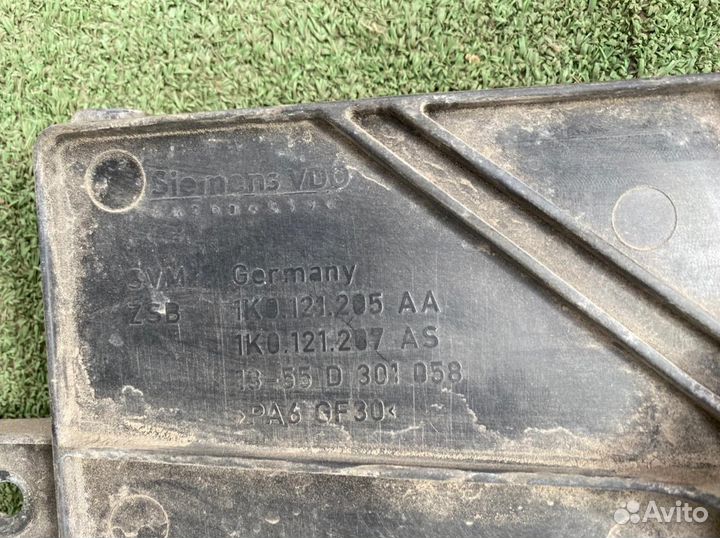 Siemens VDO
AUTOMOTIVE
SVM Germany
ZSB 1K0.121.205 AA
1K0.121.207 AS
13-55 D 301 058
>PA6 GF30<
Avito